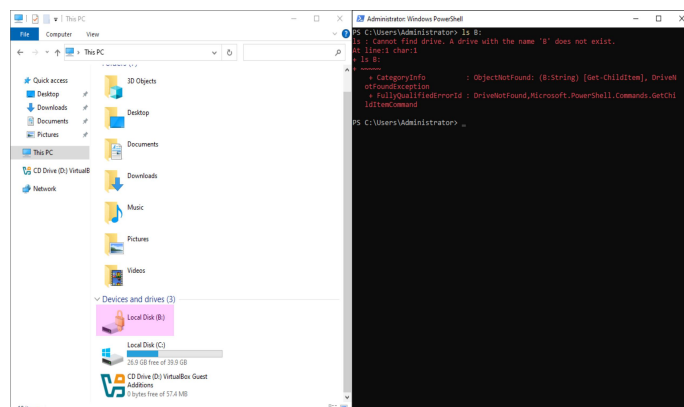 This PC
File
Computer
View
This PC
Quick access
Desktop
Downloads
Documents
Pictures
This PC
CD Drive (D:) VirtualB
Network
3D Objects
Desktop
Documents
Downloads
Music
Pictures
Videos
Devices and drives (3)
Local Disk (B:)
Local Disk (C:)
26.9 GB free of 39.9 GB
CD Drive (D:) VirtualBox Guest
Additions
0 bytes free of 57.4 MB
Administrator: Windows PowerShell
PS C:\Users\Administrator> ls B:
ls : Cannot find drive. A drive with the name 'B' does not exist.
At line:1 char:1
+ ls B:
+ ~~~~~
+ CategoryInfo : ObjectNotFound: (B:String) [Get-ChildItem], DriveN
otFoundException
+ FullyQualifiedErrorId : DriveNotFound,Microsoft.PowerShell.Commands.GetChi
ldItemCommand
PS C:\Users\Administrator> _